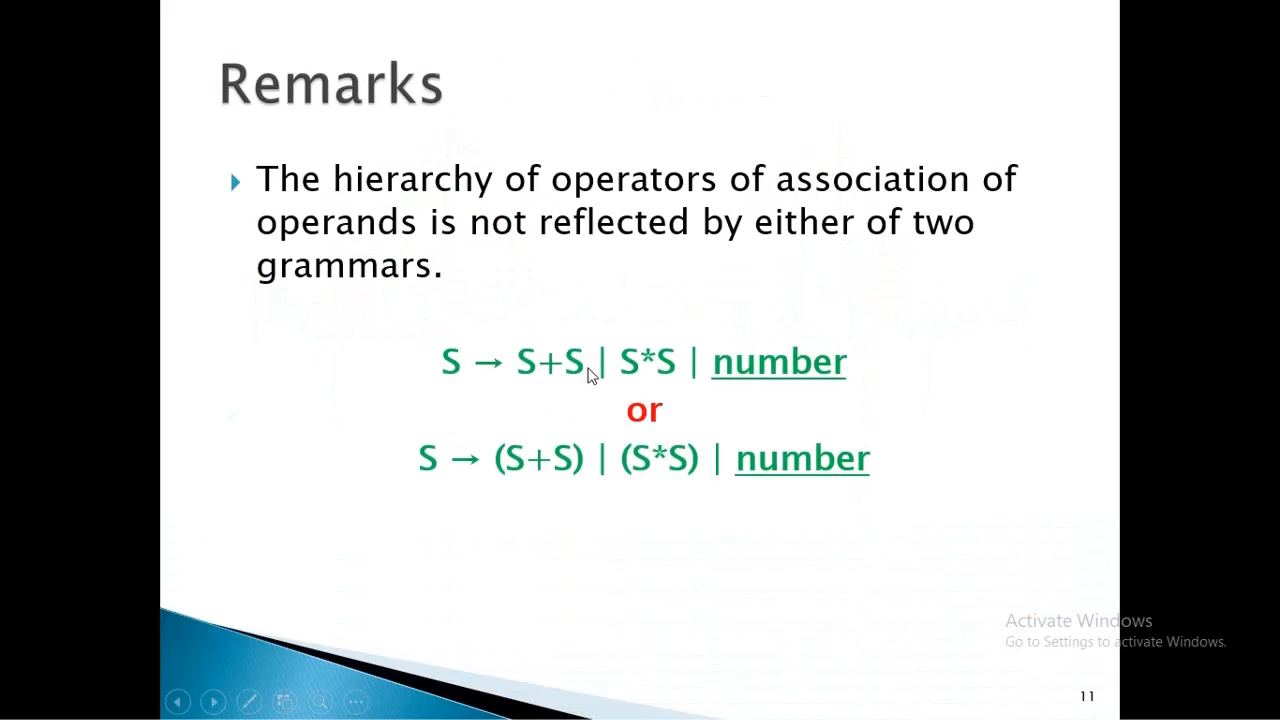 Remarks
The hierarchy of operators of association of
operands is not reflected by either of two
grammars.
S → S+S | S*S | number
or
S → (S+S) | (S*S) | number
Activate Windows
Go to Settings to activate Windows.
11